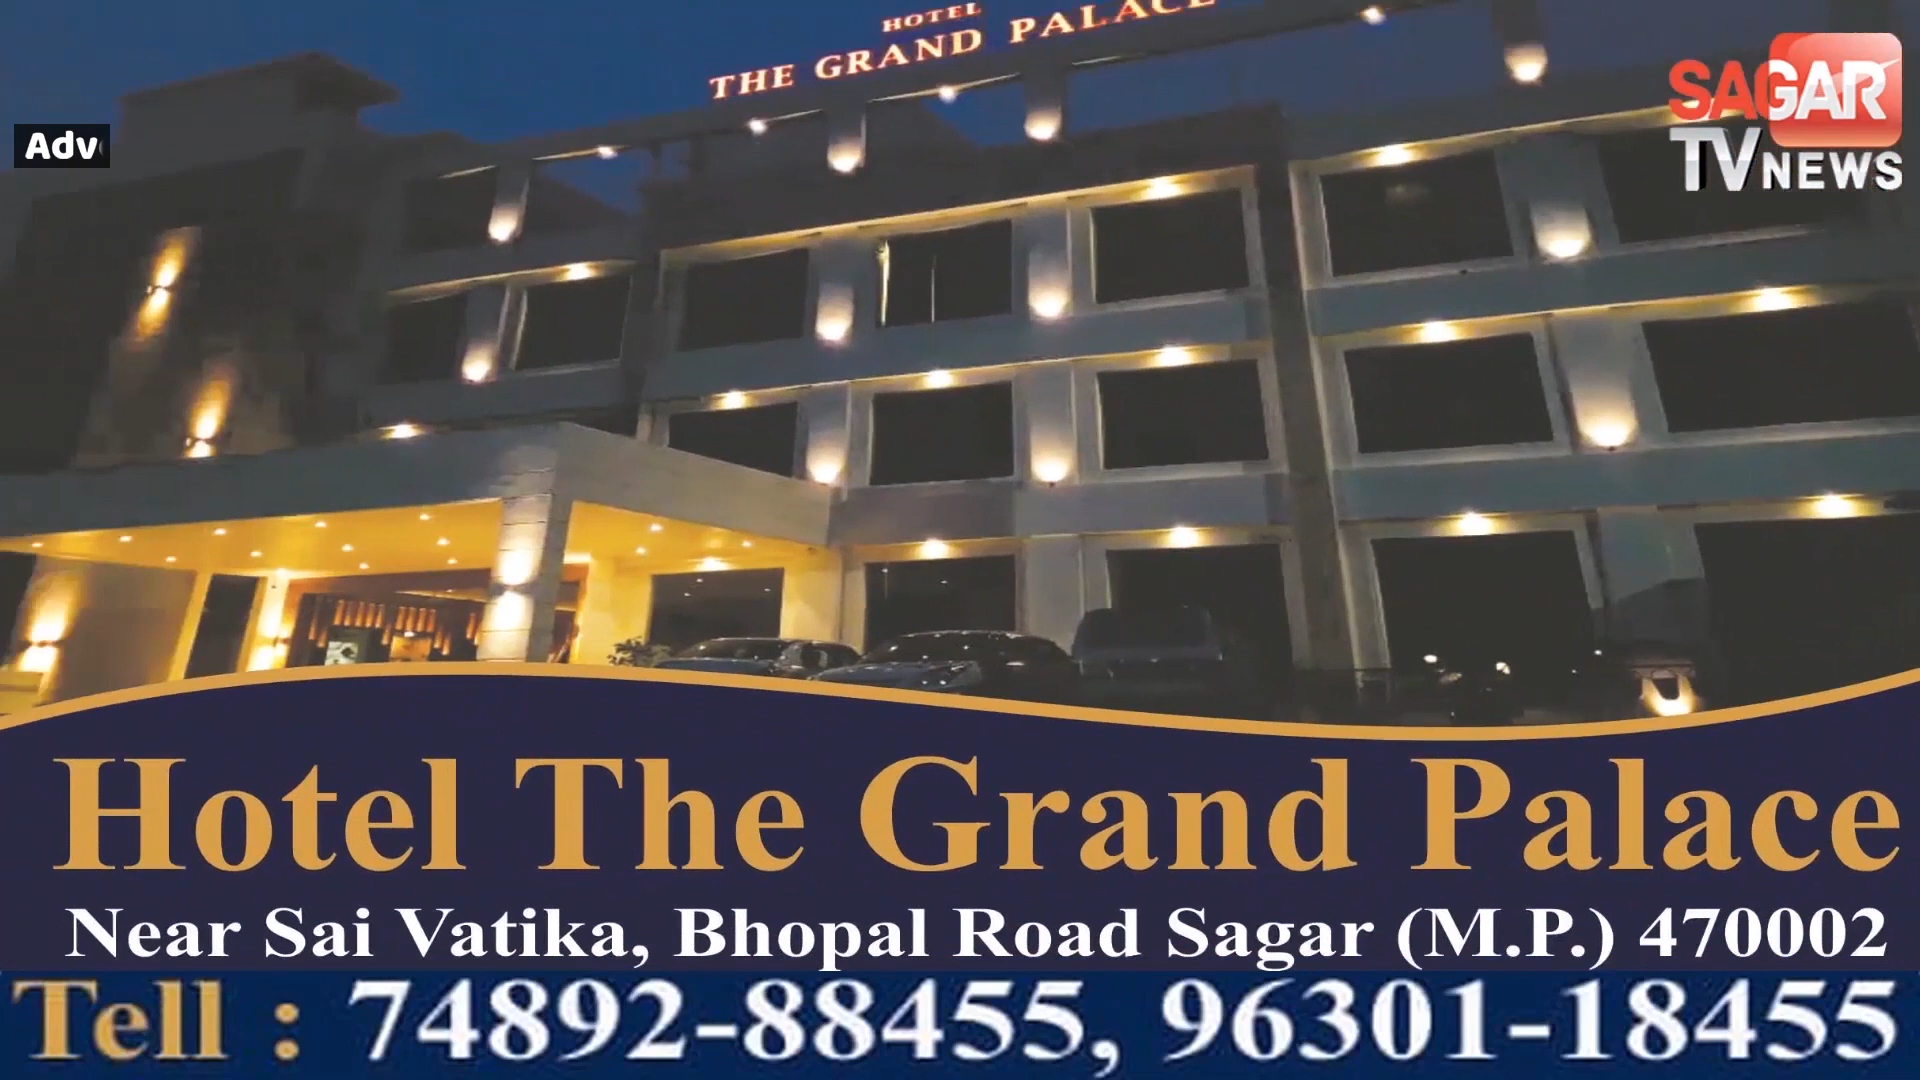 HOTEL
THE GRAND PALACE
SAGAR
TV NEWS
Adv
Hotel The Grand Palace
Near Sai Vatika, Bhopal Road Sagar (M.P.) 470002
Tell : 74892-88455, 96301-18455